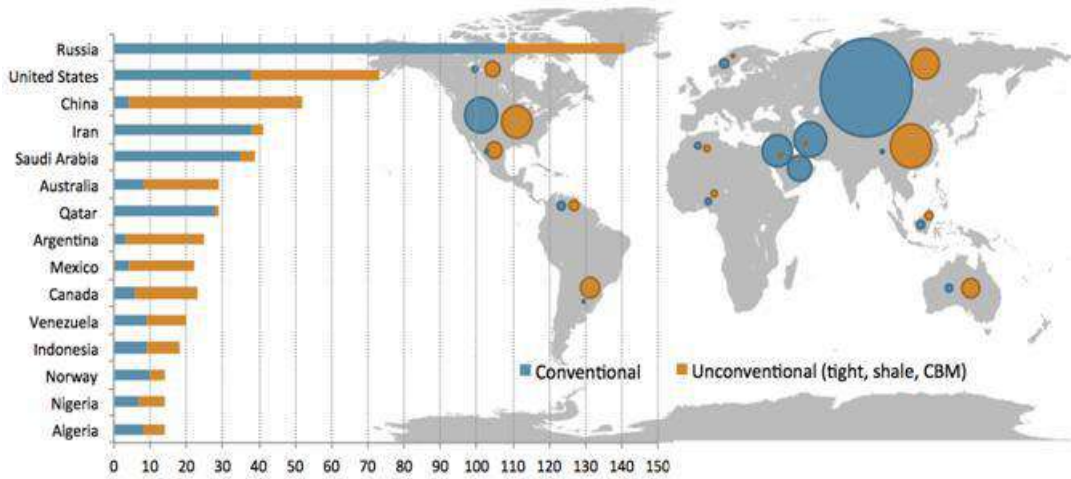 Russia
United States
China
Iran
Saudi Arabia
Australia
Qatar
Argentina
Mexico
Canada
Venezuela
Indonesia
Norway
Nigeria
Algeria
Conventional
Unconventional (tight, shale, CBM)
0 10 20 30 40 50 60 70 80 90 100 110 120 130 140 150